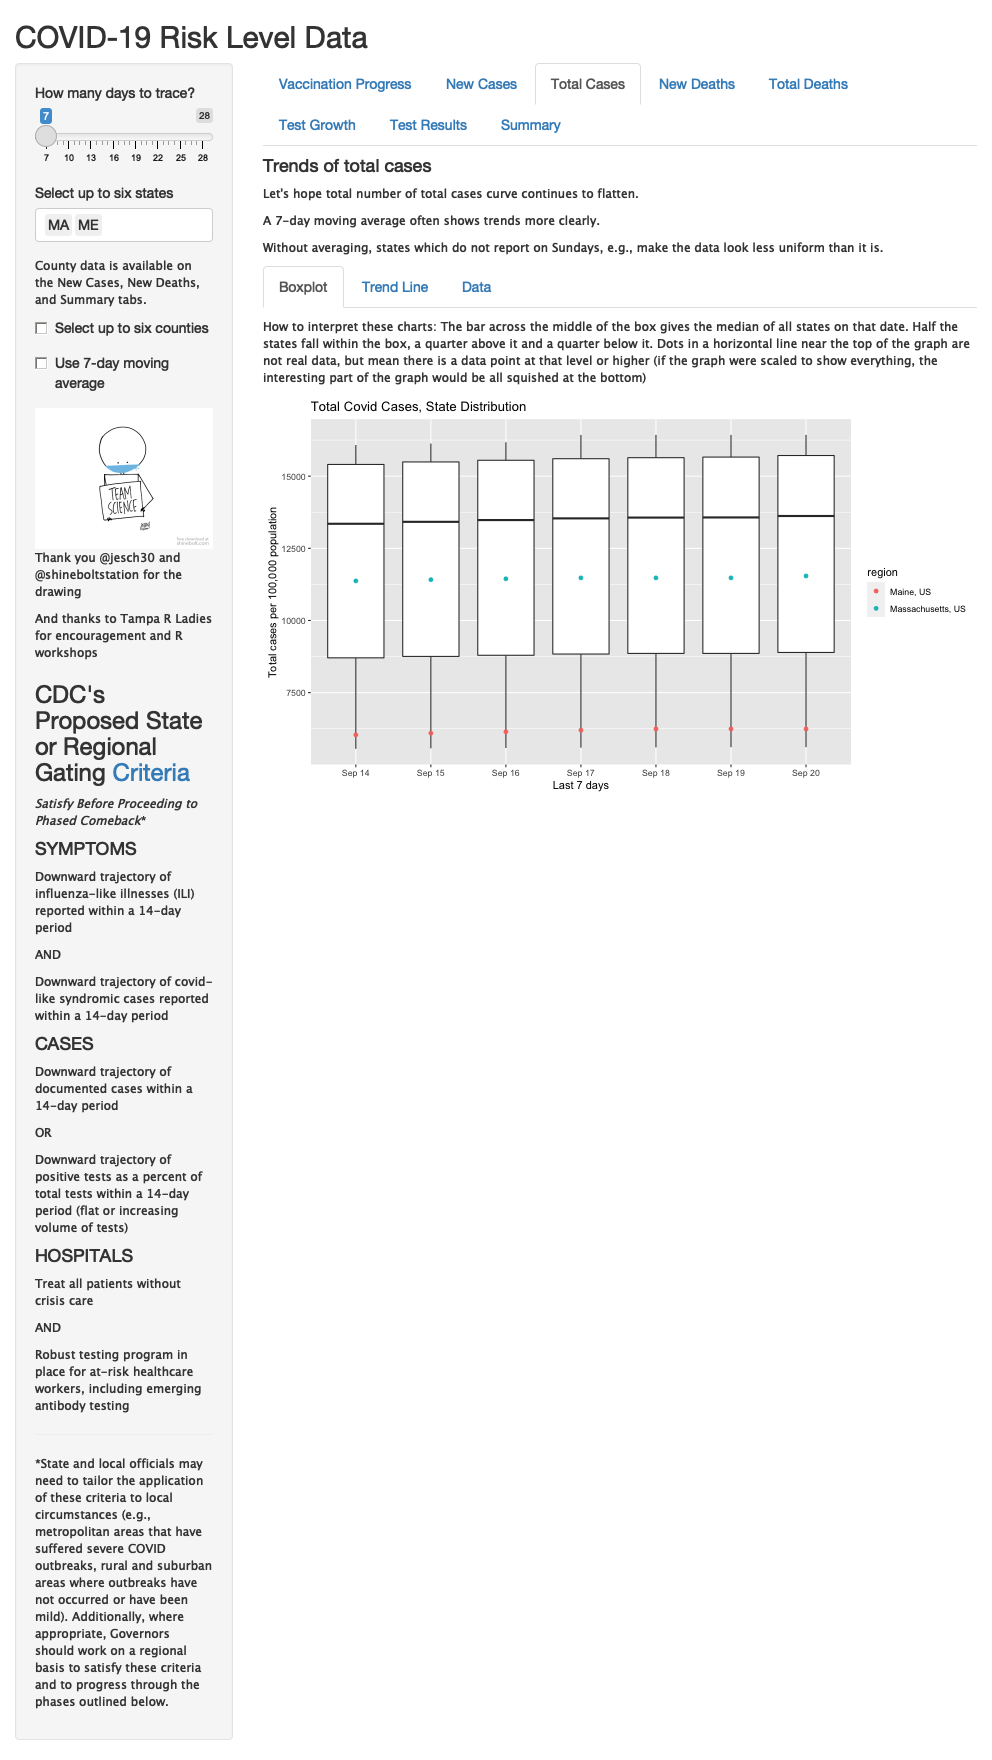 COVID-19 Risk Level Data
How many days to trace?
7
28
7 10 13 16 19 22 25 28
Select up to six states
MA ME
County data is available on
the New Cases, New Deaths,
and Summary tabs.
Select up to six counties
Use 7-day moving
average
TEAM
SCIENCE
free download at
shinebolt.com
Thank you @jesch30 and
@shineboltstation for the
drawing
And thanks to Tampa R Ladies
for encouragement and R
workshops
CDC's
Proposed State
or Regional
Gating Criteria
Satisfy Before Proceeding to
Phased Comeback*
SYMPTOMS
Downward trajectory of
influenza-like illnesses (ILI)
reported within a 14-day
period
AND
Downward trajectory of covid-
like syndromic cases reported
within a 14-day period
CASES
Downward trajectory of
documented cases within a
14-day period
OR
Downward trajectory of
positive tests as a percent of
total tests within a 14-day
period (flat or increasing
volume of tests)
HOSPITALS
Treat all patients without
crisis care
AND
Robust testing program in
place for at-risk healthcare
workers, including emerging
antibody testing
*State and local officials may
need to tailor the application
of these criteria to local
circumstances (e.g.,
metropolitan areas that have
suffered severe COVID
outbreaks, rural and suburban
areas where outbreaks have
not occurred or have been
mild). Additionally, where
appropriate, Governors
should work on a regional
basis to satisfy these criteria
and to progress through the
phases outlined below.
Vaccination Progress New Cases Total Cases New Deaths Total Deaths
Test Growth Test Results Summary
Trends of total cases
Let's hope total number of total cases curve continues to flatten.
A 7-day moving average often shows trends more clearly.
Without averaging, states which do not report on Sundays, e.g., make the data look less uniform than it is.
Boxplot Trend Line Data
How to interpret these charts: The bar across the middle of the box gives the median of all states on that date. Half the
states fall within the box, a quarter above it and a quarter below it. Dots in a horizontal line near the top of the graph are
not real data, but mean there is a data point at that level or higher (if the graph were scaled to show everything, the
interesting part of the graph would be all squished at the bottom)
Total Covid Cases, State Distribution
Total cases per 100,000 population
15000
12500
10000
7500
Sep 14 Sep 15 Sep 16 Sep 17 Sep 18 Sep 19 Sep 20
Last 7 days
region
Maine, US
Massachusetts, US